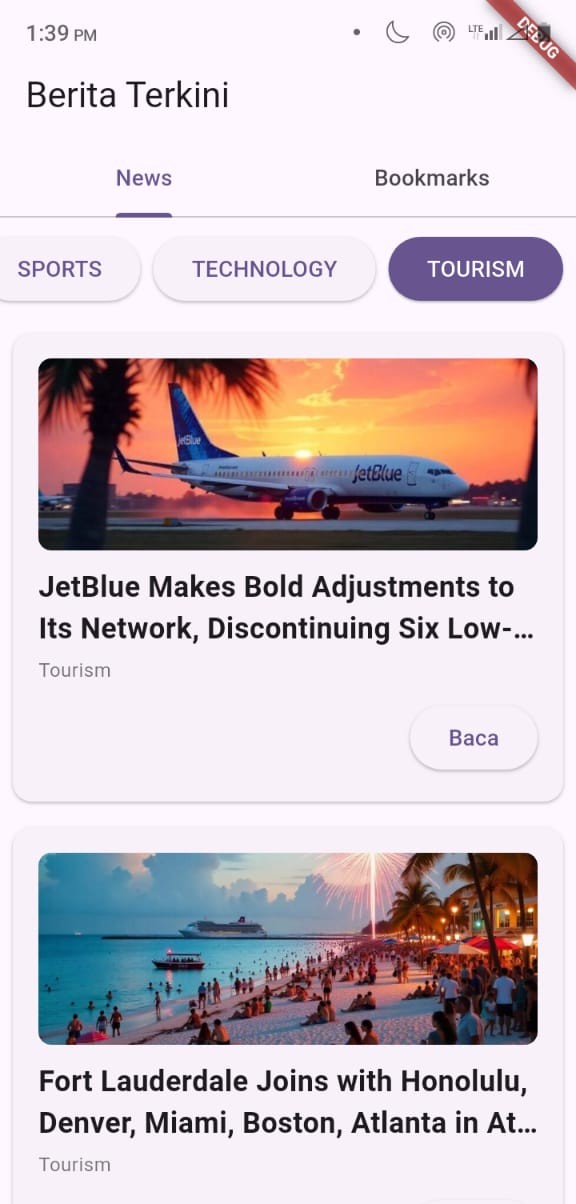 1:39 PM
LTE
DEBUG
Berita Terkini
News
Bookmarks
SPORTS
TECHNOLOGY
TOURISM
jetBlue
JetBlue
JetBlue Makes Bold Adjustments to
Its Network, Discontinuing Six Low-...
Tourism
Baca
Fort Lauderdale Joins with Honolulu,
Denver, Miami, Boston, Atlanta in At...
Tourism